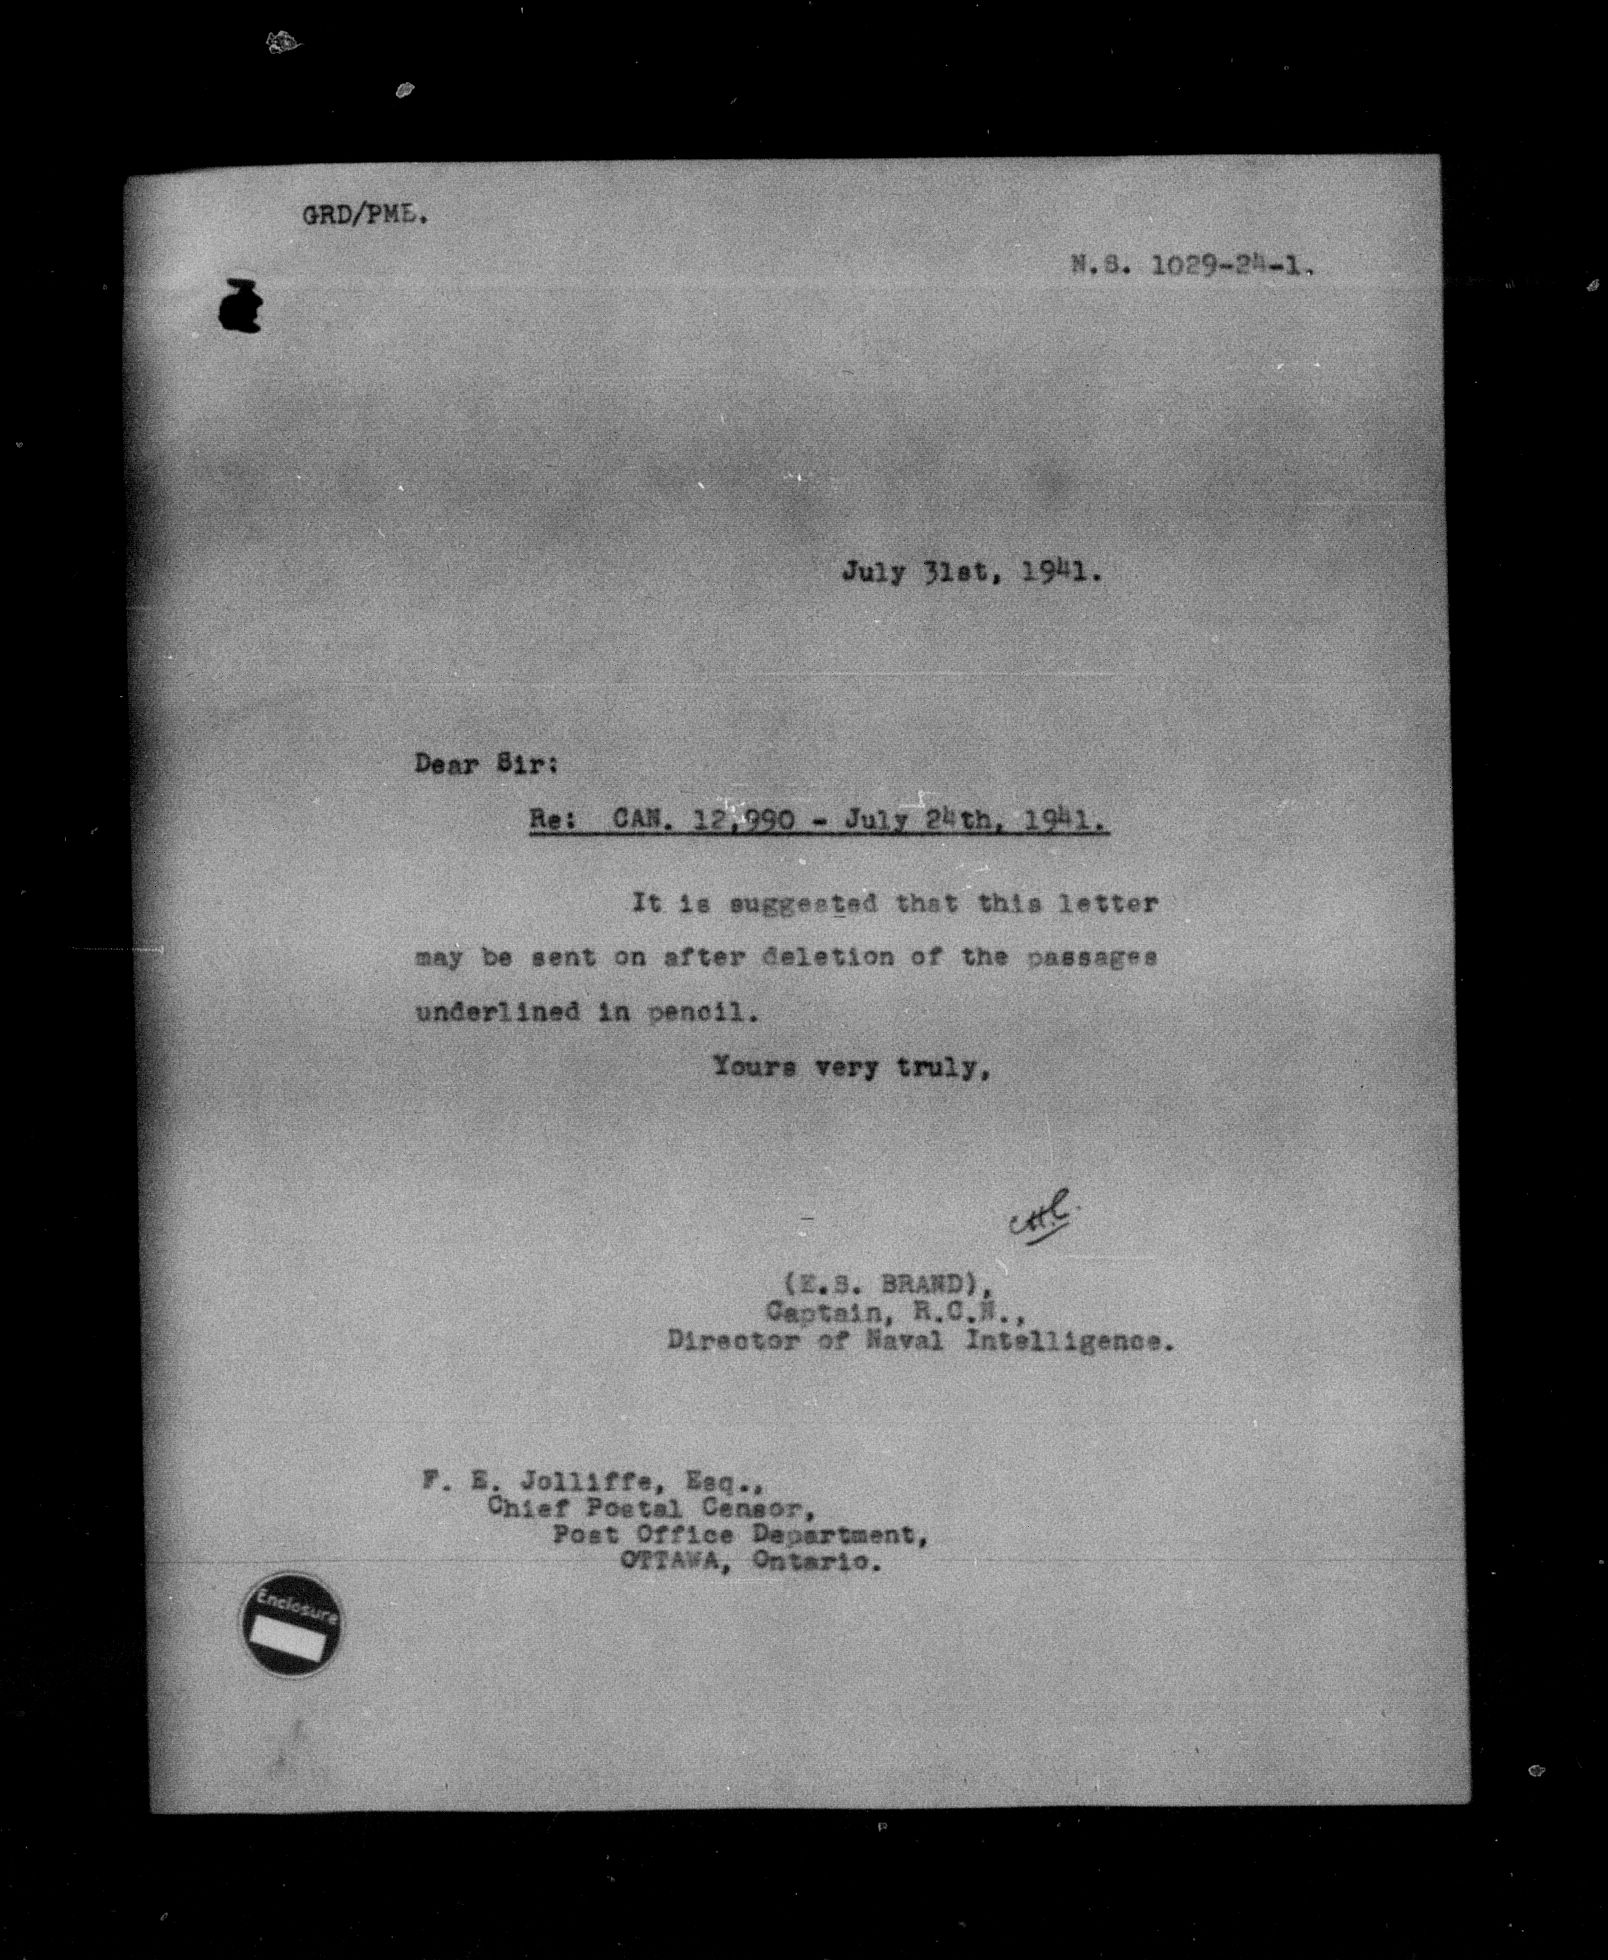 GRD/PME.
N.S. 1029-24-1.
July 31st, 1941.
Dear Sir:
Re: CAN. 12,990 - July 24th, 1941.
It is suggested that this letter
may be sent on after deletion of the passages
underlined in pencil.
Yours very truly,
(E.S. BRAND),
Captain, R.C.N.,
Director of Naval Intelligence.
F. E. Jolliffe, Esq.,
Chief Postal Censor,
Post Office Department,
OTTAWA, Ontario.
Enclosure